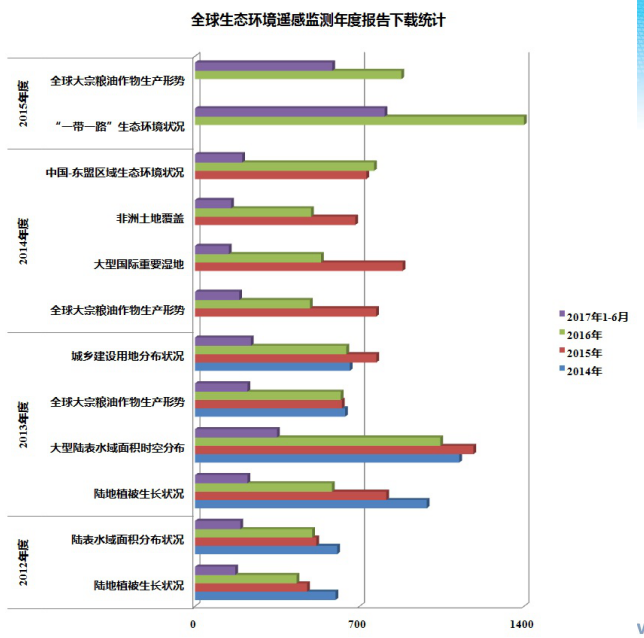 全球生态环境遥感监测年度报告下载统计
2015年度
全球大宗粮油作物生产形势
“一带一路”生态环境状况
2014年度
中国-东盟区域生态环境状况
非洲土地覆盖
大型国际重要湿地
全球大宗粮油作物生产形势
2013年度
城乡建设用地分布状况
全球大宗粮油作物生产形势
大型陆表水域面积时空分布
陆地植被生长状况
2012年度
陆表水域面积分布状况
陆地植被生长状况
0
700
1400
2017年1-6月
2016年
2015年
2014年